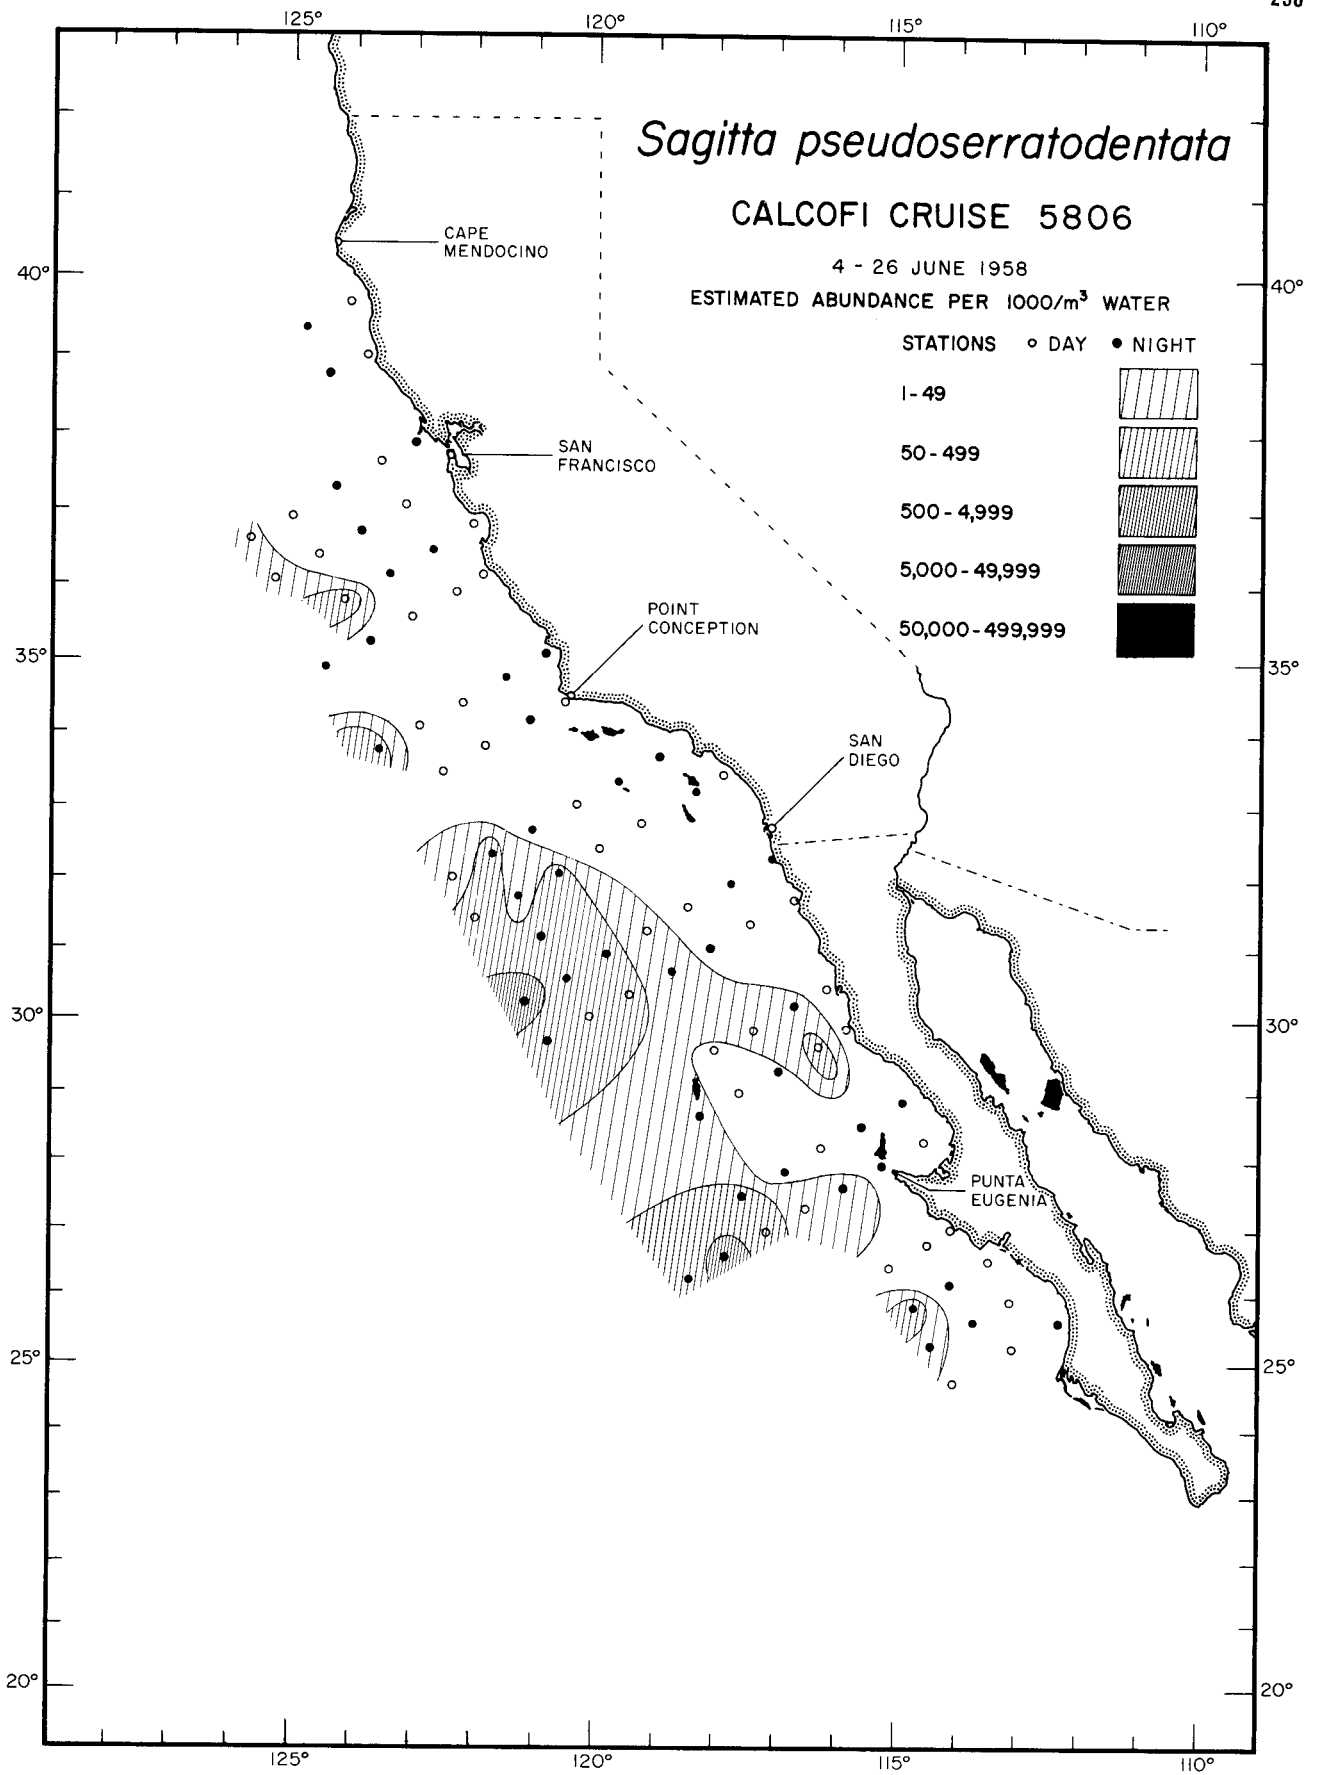 125° 120° 115° 110°
Sagitta pseudoserratodentata
CALCOFI CRUISE 5806
4 - 26 JUNE 1958
ESTIMATED ABUNDANCE PER 1000/m³ WATER
STATIONS ○ DAY ● NIGHT
1-49
50-499
500-4,999
5,000-49,999
50,000-499,999
CAPE
MENDOCINO
40° 40°
SAN
FRANCISCO
POINT
CONCEPTION
35° 35°
SAN
DIEGO
30° 30°
PUNTA
EUGENIA
25° 25°
20° 20°
125° 120° 115° 110°